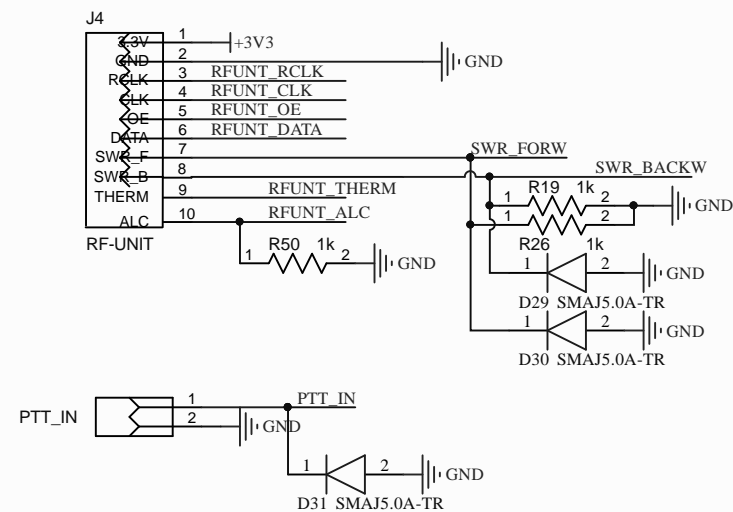 J4
3.3V 1 +3V3
GND 2 GND
RCLK 3 RFUNT_RCLK
CLK 4 RFUNT_CLK
OE 5 RFUNT_OE
DATA 6 RFUNT_DATA
SWR_F 7 SWR_FORW
SWR_B 8 SWR_BACKW
THERM 9 RFUNT_THERM
ALC 10 RFUNT_ALC
RF-UNIT
R19 1k
1 2 GND
1 2
R26 1k
R50 1k
1 2 GND
1 2 GND
D29 SMAJ5.0A-TR
1 2 GND
D30 SMAJ5.0A-TR
PTT_IN 1 PTT_IN
2 GND
1 2 GND
D31 SMAJ5.0A-TR